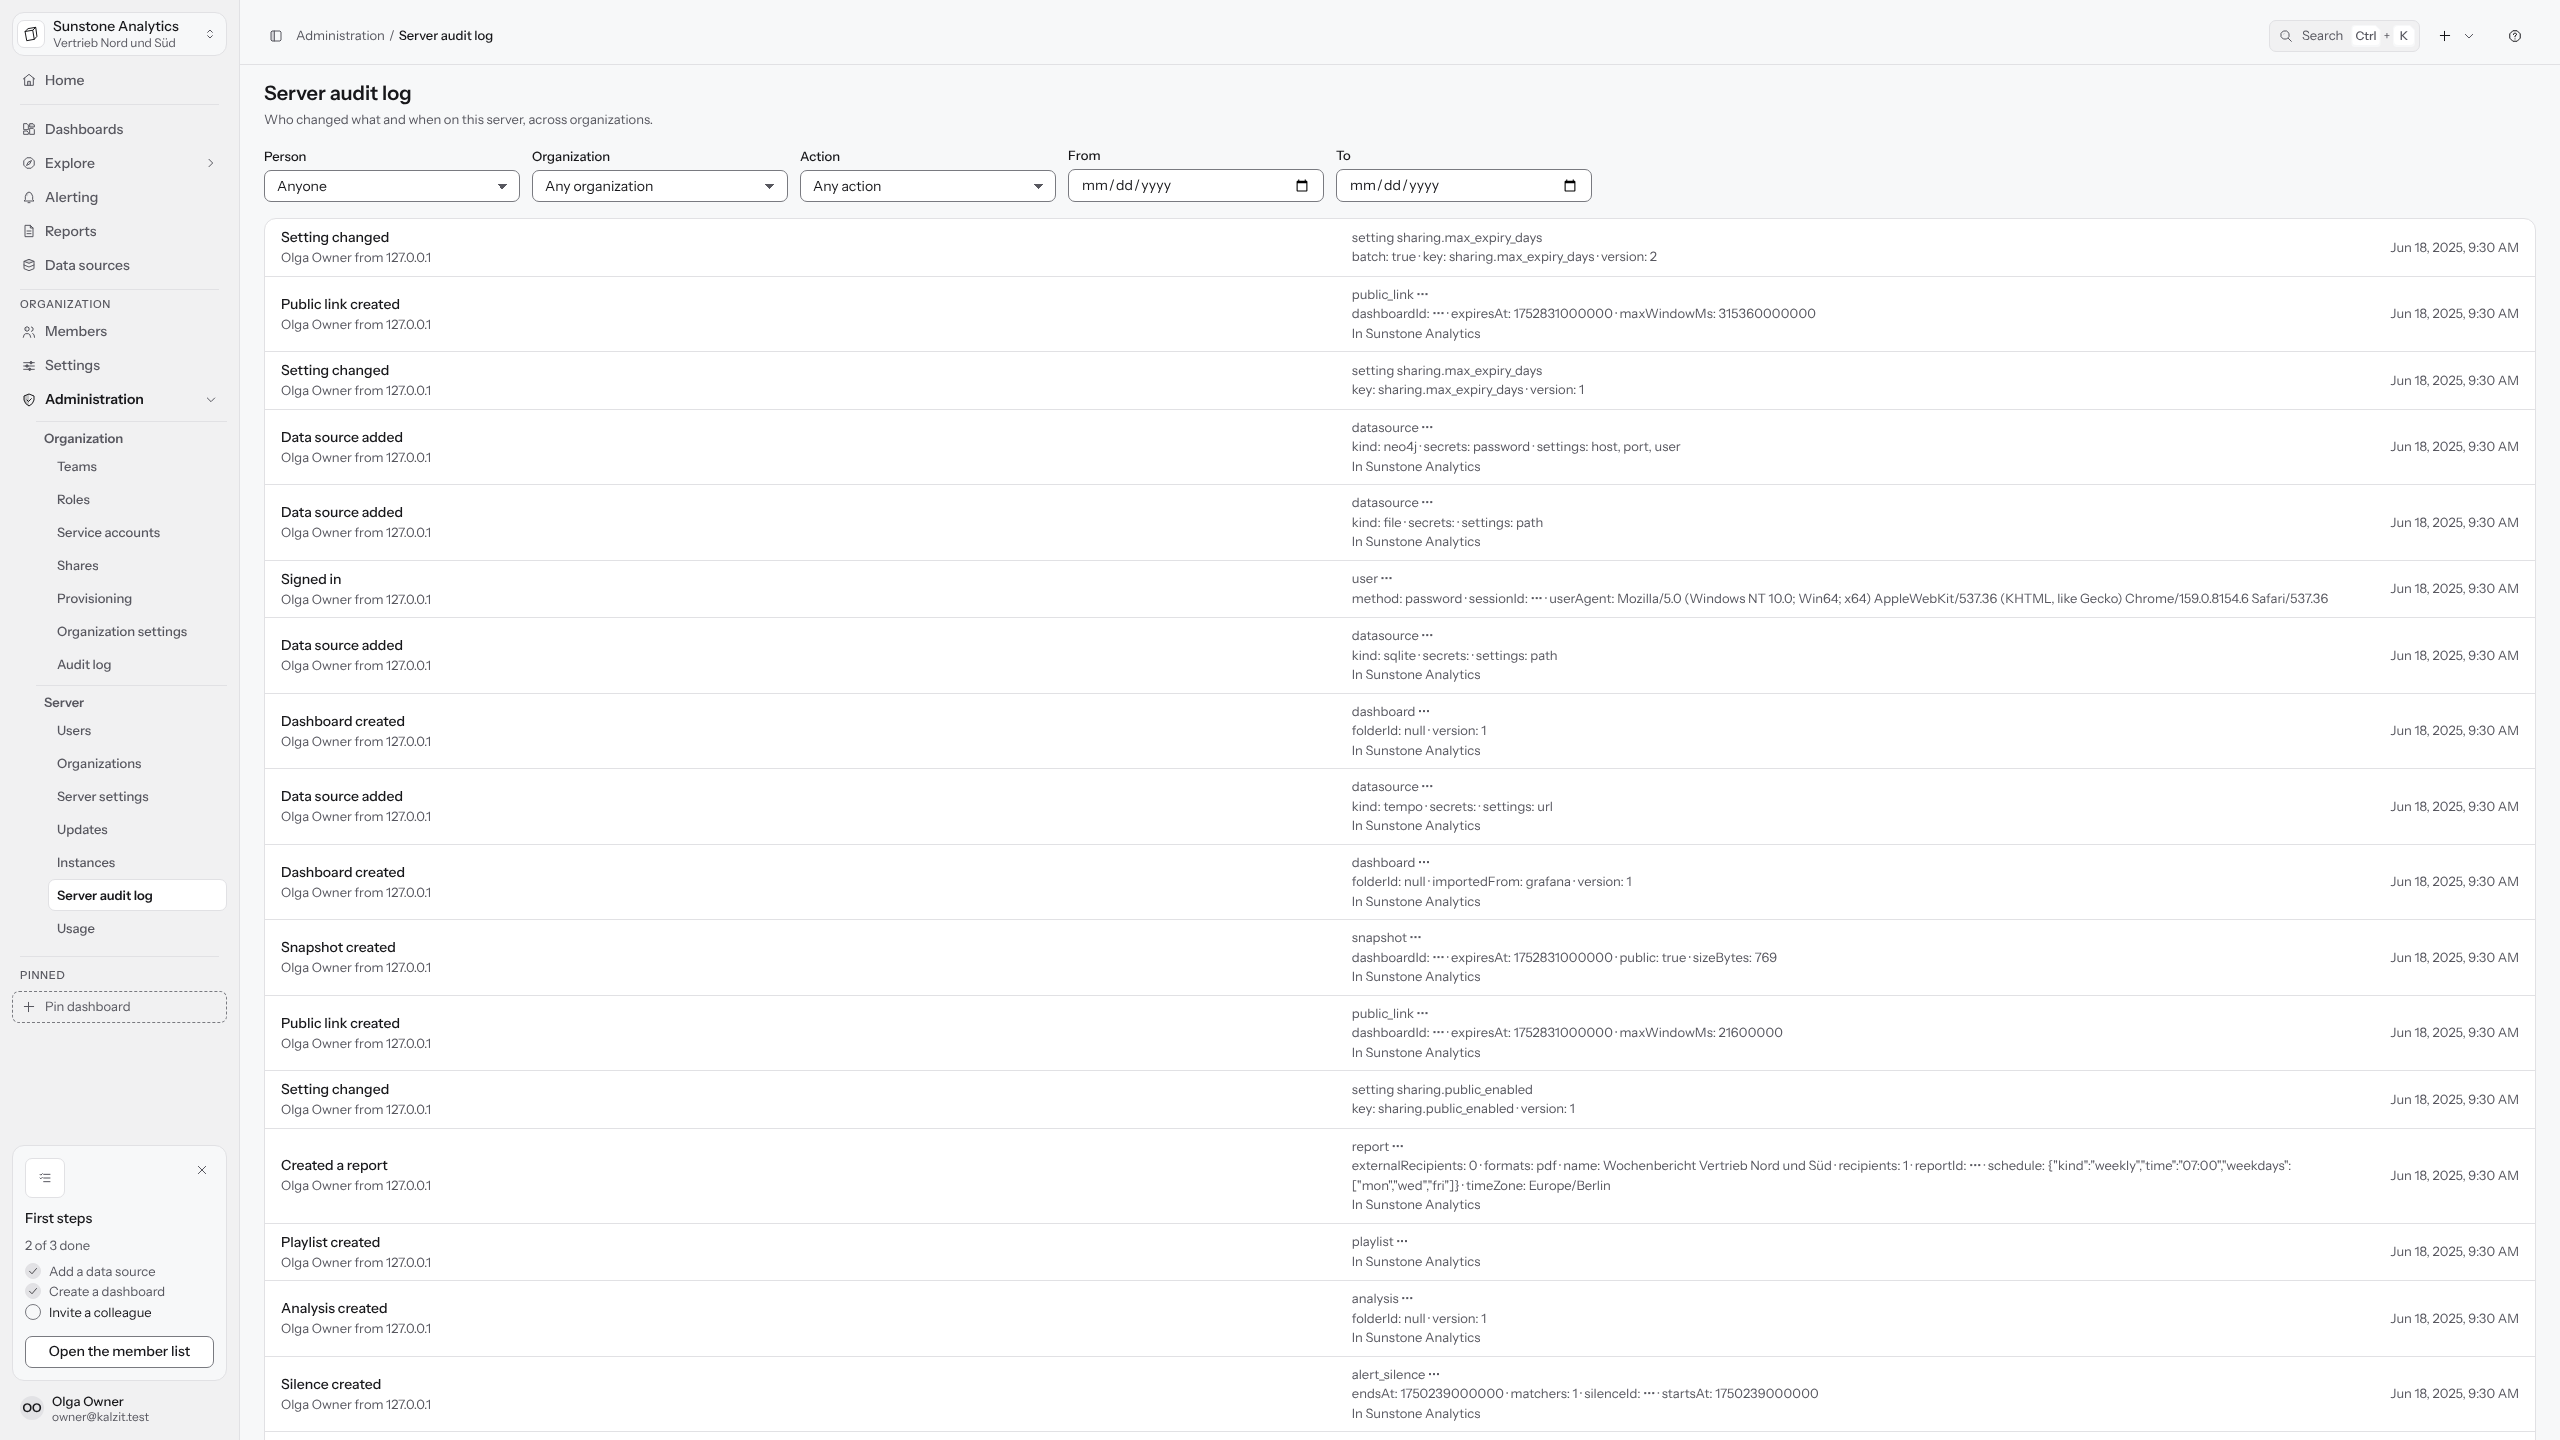 Sunstone Analytics
Vertrieb Nord und Süd
Home
Dashboards
Explore
Alerting
Reports
Data sources
ORGANIZATION
Members
Settings
Administration
Organization
Teams
Roles
Service accounts
Shares
Provisioning
Organization settings
Audit log
Server
Users
Organizations
Server settings
Updates
Instances
Server audit log
Usage
PINNED
Pin dashboard
First steps
2 of 3 done
Add a data source
Create a dashboard
Invite a colleague
Open the member list
OO
Olga Owner
owner@kalzit.test
Administration / Server audit log
Search Ctrl + K
Server audit log
Who changed what and when on this server, across organizations.
Person Organization Action From To
Anyone Any organization Any action mm/dd/yyyy mm/dd/yyyy
Setting changed
Olga Owner from 127.0.0.1
setting sharing.max_expiry_days
batch: true · key: sharing.max_expiry_days · version: 2
Jun 18, 2025, 9:30 AM
Public link created
Olga Owner from 127.0.0.1
public_link ···
dashboardId: ··· · expiresAt: 1752831000000 · maxWindowMs: 315360000000
In Sunstone Analytics
Jun 18, 2025, 9:30 AM
Setting changed
Olga Owner from 127.0.0.1
setting sharing.max_expiry_days
key: sharing.max_expiry_days · version: 1
Jun 18, 2025, 9:30 AM
Data source added
Olga Owner from 127.0.0.1
datasource ···
kind: neo4j · secrets: password · settings: host, port, user
In Sunstone Analytics
Jun 18, 2025, 9:30 AM
Data source added
Olga Owner from 127.0.0.1
datasource ···
kind: file · secrets: · settings: path
In Sunstone Analytics
Jun 18, 2025, 9:30 AM
Signed in
Olga Owner from 127.0.0.1
user ···
method: password · sessionId: ··· · userAgent: Mozilla/5.0 (Windows NT 10.0; Win64; x64) AppleWebKit/537.36 (KHTML, like Gecko) Chrome/159.0.8154.6 Safari/537.36
Jun 18, 2025, 9:30 AM
Data source added
Olga Owner from 127.0.0.1
datasource ···
kind: sqlite · secrets: · settings: path
In Sunstone Analytics
Jun 18, 2025, 9:30 AM
Dashboard created
Olga Owner from 127.0.0.1
dashboard ···
folderId: null · version: 1
In Sunstone Analytics
Jun 18, 2025, 9:30 AM
Data source added
Olga Owner from 127.0.0.1
datasource ···
kind: tempo · secrets: · settings: url
In Sunstone Analytics
Jun 18, 2025, 9:30 AM
Dashboard created
Olga Owner from 127.0.0.1
dashboard ···
folderId: null · importedFrom: grafana · version: 1
In Sunstone Analytics
Jun 18, 2025, 9:30 AM
Snapshot created
Olga Owner from 127.0.0.1
snapshot ···
dashboardId: ··· · expiresAt: 1752831000000 · public: true · sizeBytes: 769
In Sunstone Analytics
Jun 18, 2025, 9:30 AM
Public link created
Olga Owner from 127.0.0.1
public_link ···
dashboardId: ··· · expiresAt: 1752831000000 · maxWindowMs: 21600000
In Sunstone Analytics
Jun 18, 2025, 9:30 AM
Setting changed
Olga Owner from 127.0.0.1
setting sharing.public_enabled
key: sharing.public_enabled · version: 1
Jun 18, 2025, 9:30 AM
Created a report
Olga Owner from 127.0.0.1
report ···
externalRecipients: 0 · formats: pdf · name: Wochenbericht Vertrieb Nord und Süd · recipients: 1 · reportId: ··· · schedule: {"kind":"weekly","time":"07:00","weekdays":
["mon","wed","fri"]} · timeZone: Europe/Berlin
In Sunstone Analytics
Jun 18, 2025, 9:30 AM
Playlist created
Olga Owner from 127.0.0.1
playlist ···
In Sunstone Analytics
Jun 18, 2025, 9:30 AM
Analysis created
Olga Owner from 127.0.0.1
analysis ···
folderId: null · version: 1
In Sunstone Analytics
Jun 18, 2025, 9:30 AM
Silence created
Olga Owner from 127.0.0.1
alert_silence ···
endsAt: 1750239000000 · matchers: 1 · silenceId: ··· · startsAt: 1750239000000
In Sunstone Analytics
Jun 18, 2025, 9:30 AM